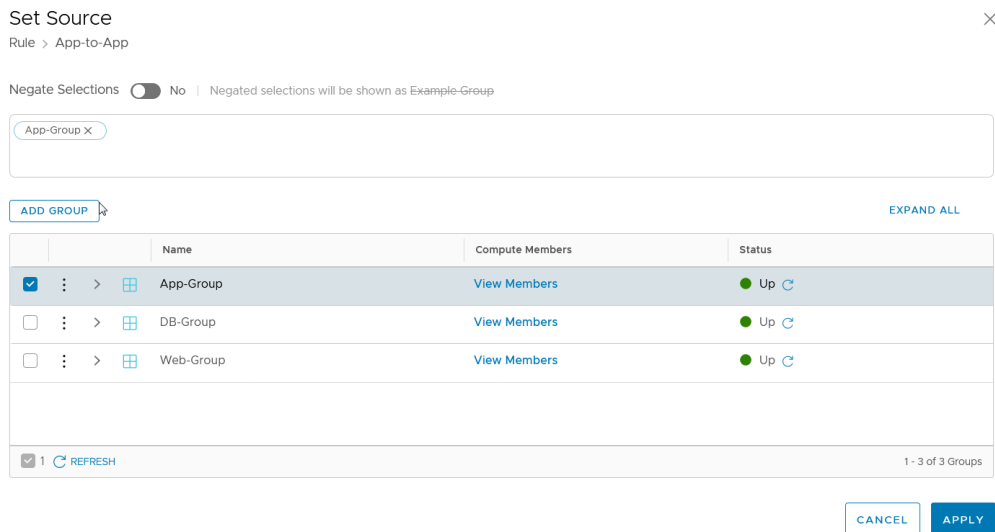 Set Source
Rule > App-to-App
Negate Selections No | Negated selections will be shown as Example Group
App-Group ×
ADD GROUP EXPAND ALL
Name Compute Members Status
App-Group View Members Up
DB-Group View Members Up
Web-Group View Members Up
1 REFRESH 1 - 3 of 3 Groups
CANCEL APPLY